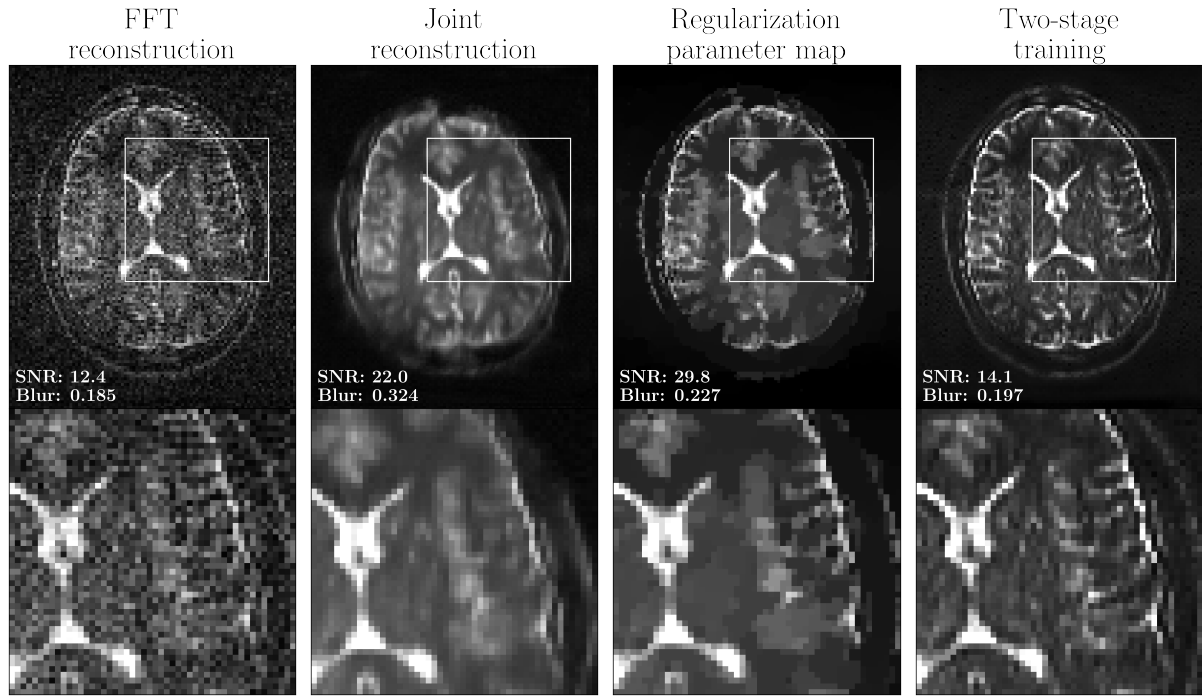 FFT
reconstruction
Joint
reconstruction
Regularization
parameter map
Two-stage
training
SNR: 12.4
Blur: 0.185
SNR: 22.0
Blur: 0.324
SNR: 29.8
Blur: 0.227
SNR: 14.1
Blur: 0.197